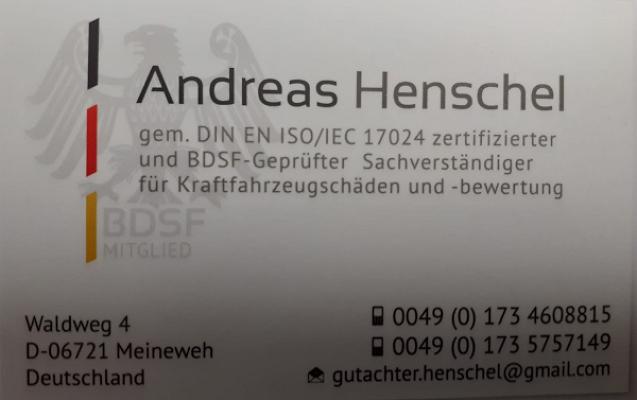 Andreas Henschel
gem. DIN EN ISO/IEC 17024 zertifizierter
und BDSF-Geprüfter Sachverständiger
für Kraftfahrzeugschäden und -bewertung
BDSF
MITGLIED
Waldweg 4
D-06721 Meineweh
Deutschland
0049 (0) 173 4608815
0049 (0) 173 5757149
gutachter.henschel@gmail.com